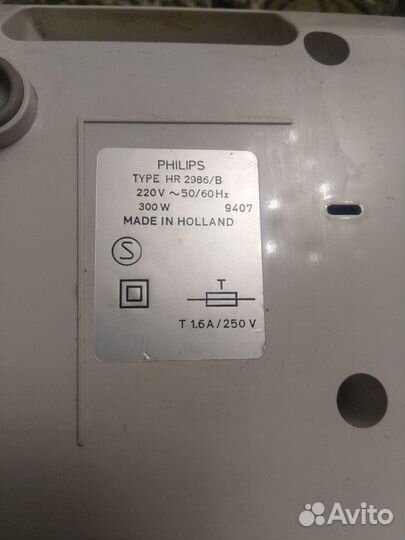 PHILIPS
TYPE HR 2986/B
220V ~50/60Hz
300W 9407
MADE IN HOLLAND
S
T
T 1.6A/250V
Avito